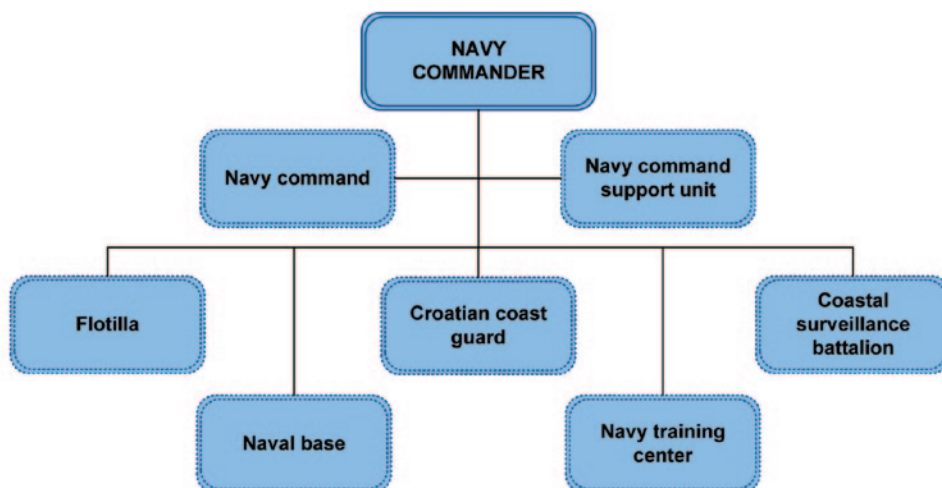 NAVY
COMMANDER
Navy command
Navy command
support unit
Flotilla
Croatian coast
guard
Coastal
surveillance
battalion
Naval base
Navy training
center